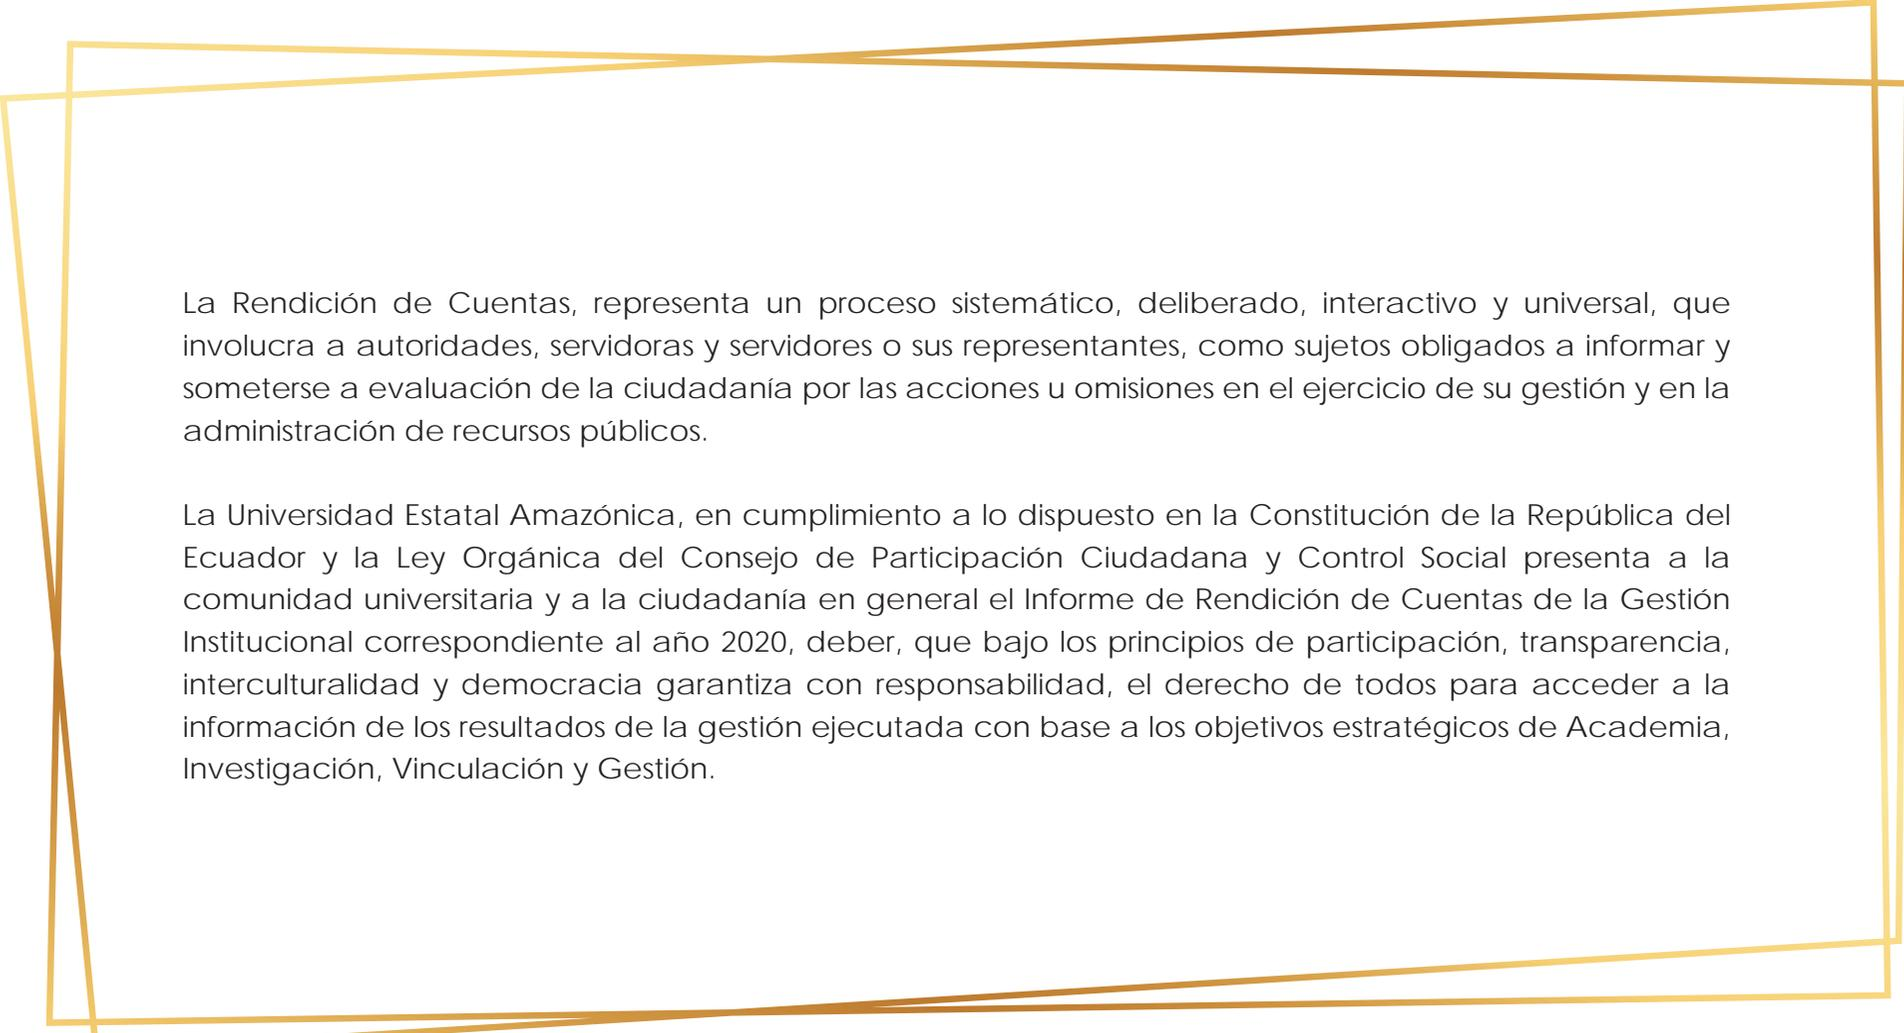 La Rendición de Cuentas, representa un proceso sistemático, deliberado, interactivo y universal, que
involucra a autoridades, servidoras y servidores o sus representantes, como sujetos obligados a informar y
someterse a evaluación de la ciudadanía por las acciones u omisiones en el ejercicio de su gestión y en la
administración de recursos públicos.
La Universidad Estatal Amazónica, en cumplimiento a lo dispuesto en la Constitución de la República del
Ecuador y la Ley Orgánica del Consejo de Participación Ciudadana y Control Social presenta a la
comunidad universitaria y a la ciudadanía en general el Informe de Rendición de Cuentas de la Gestión
Institucional correspondiente al año 2020, deber, que bajo los principios de participación, transparencia,
interculturalidad y democracia garantiza con responsabilidad, el derecho de todos para acceder a la
información de los resultados de la gestión ejecutada con base a los objetivos estratégicos de Academia,
Investigación, Vinculación y Gestión.